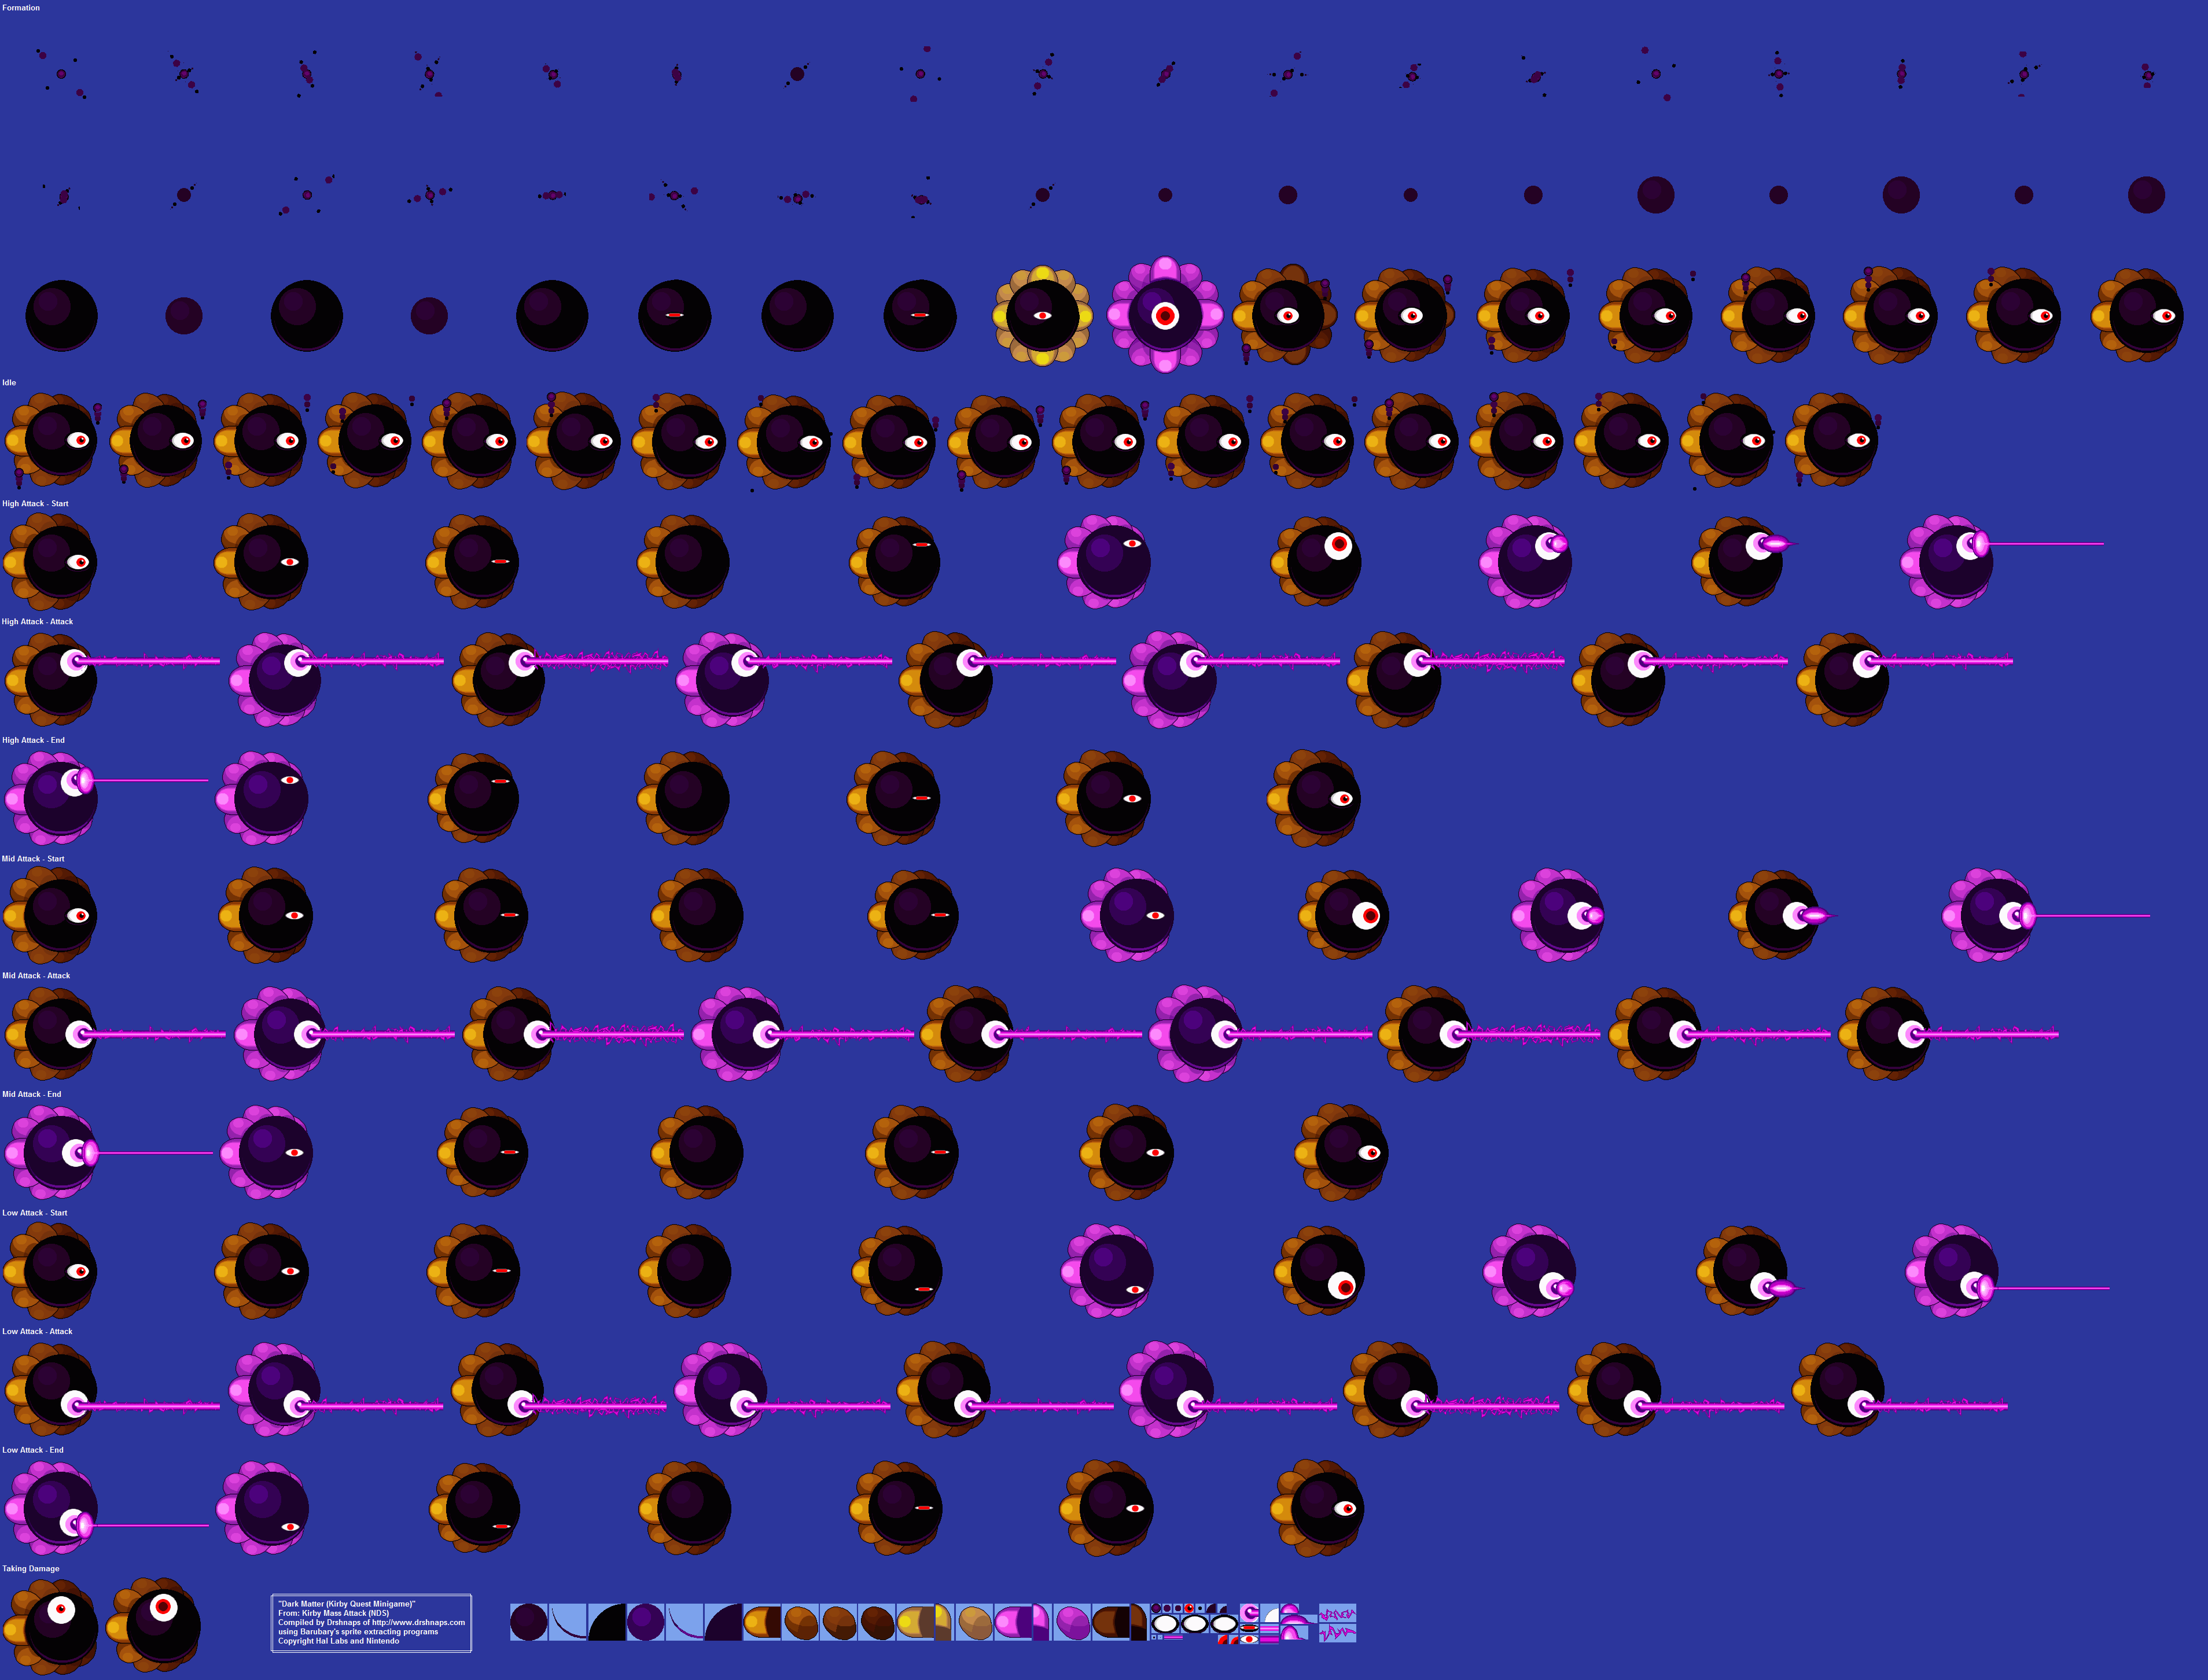 Formation
Idle
High Attack - Start
High Attack - Attack
High Attack - End
Mid Attack - Start
Mid Attack - Attack
Mid Attack - End
Low Attack - Start
Low Attack - Attack
Low Attack - End
Taking Damage
"Dark Matter (Kirby Quest Minigame)"
From: Kirby Mass Attack (NDS)
Compiled by Drshnaps of http://www.drshnaps.com
using Barubary's sprite extracting programs
Copyright Hal Labs and Nintendo